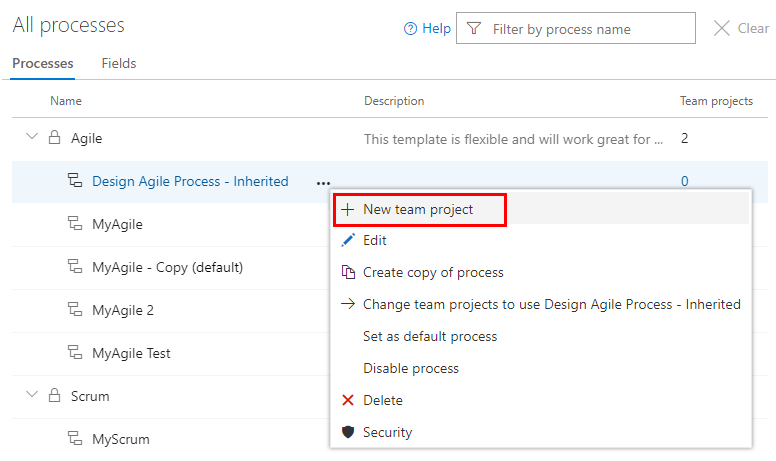 All processes
Help
Filter by process name
Clear
Processes Fields
Name Description Team projects
Agile This template is flexible and will work great for ... 2
Design Agile Process - Inherited ... 0
MyAgile
MyAgile - Copy (default)
MyAgile 2
MyAgile Test
Scrum
MyScrum
New team project
Edit
Create copy of process
Change team projects to use Design Agile Process - Inherited
Set as default process
Disable process
Delete
Security